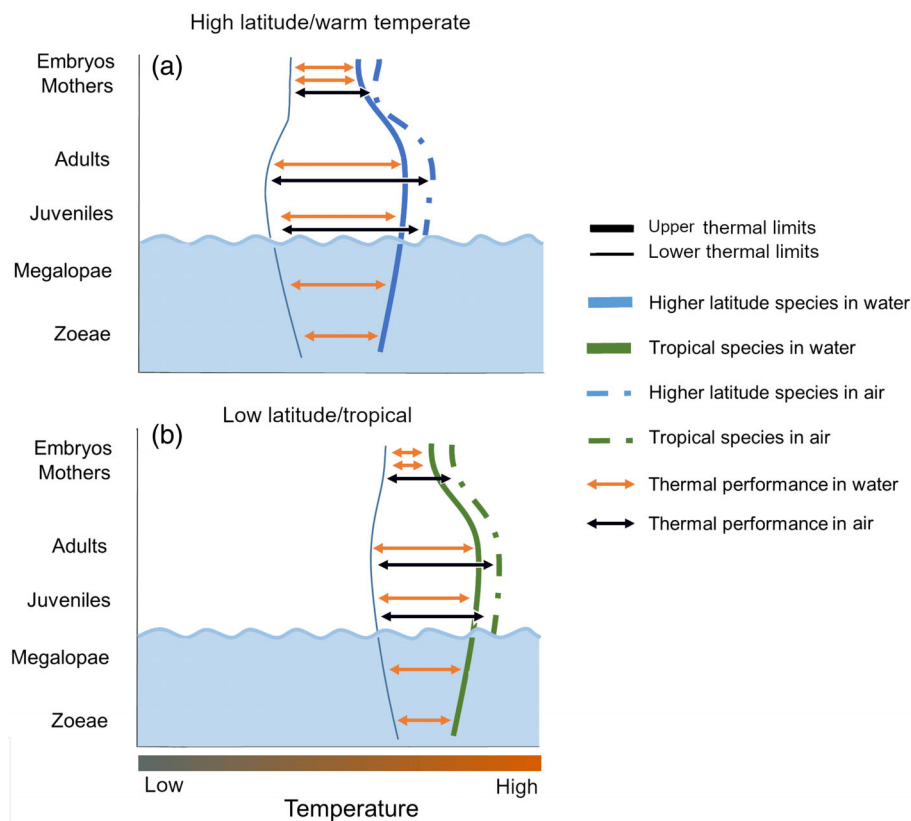 High latitude/warm temperate
(a)
Embryos
Mothers
Adults
Juveniles
Megalopae
Zoeae
Upper thermal limits
Lower thermal limits
Higher latitude species in water
Tropical species in water
Higher latitude species in air
Tropical species in air
Thermal performance in water
Thermal performance in air
Low latitude/tropical
(b)
Embryos
Mothers
Adults
Juveniles
Megalopae
Zoeae
Low
High
Temperature